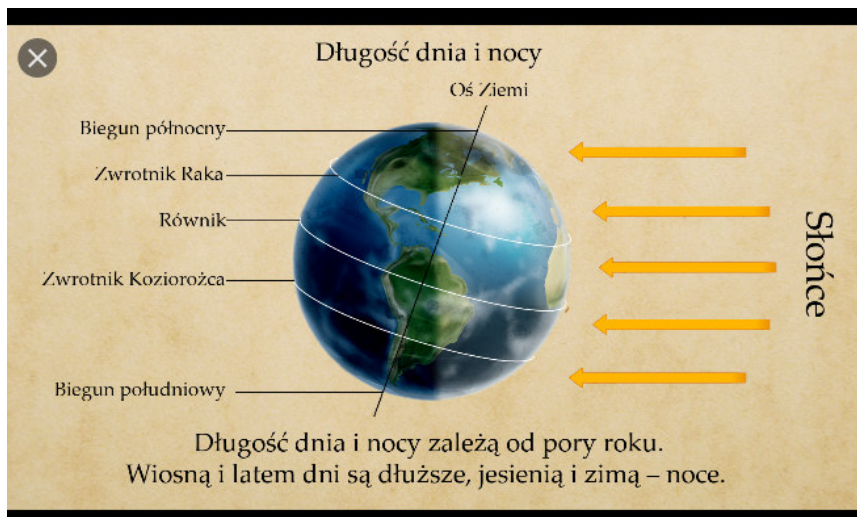 Długość dnia i nocy
Oś Ziemi
Biegun północny
Zwrotnik Raka
Równik
Zwrotnik Koziorożca
Biegun południowy
Słońce
Długość dnia i nocy zależą od pory roku.
Wiosną i latem dni są dłuższe, jesienią i zimą – noce.